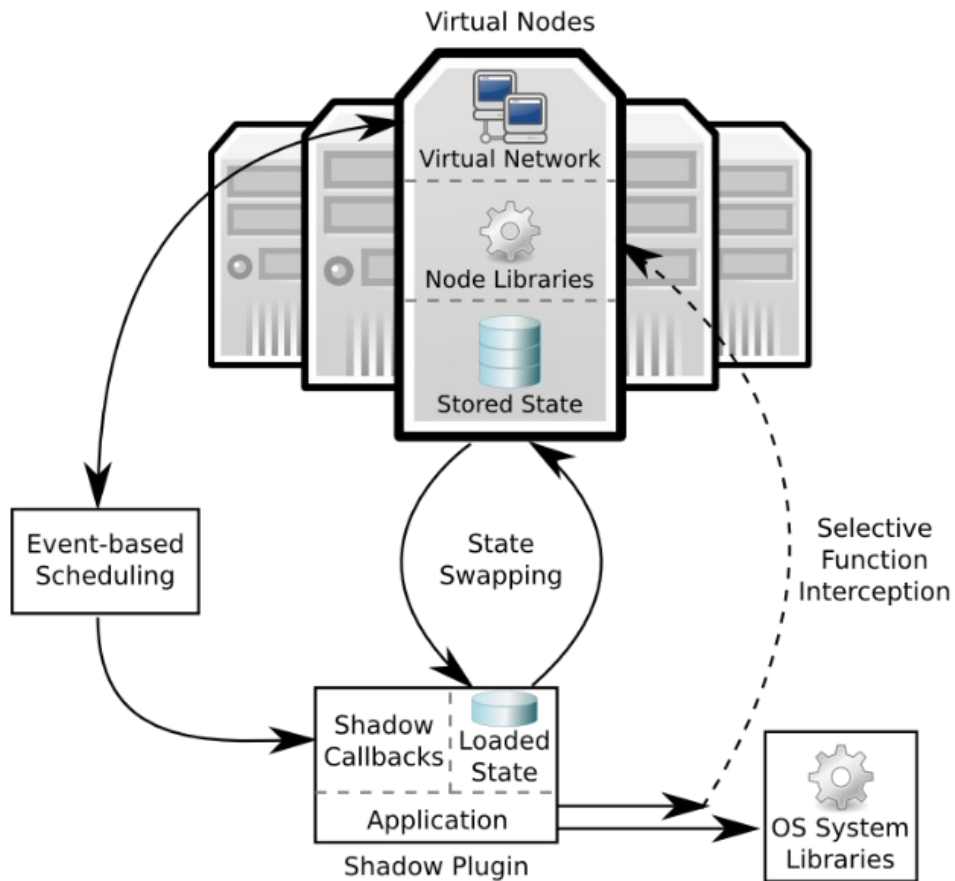 Virtual Nodes
Virtual Network
Node Libraries
Stored State
Event-based
Scheduling
State
Swapping
Selective
Function
Interception
Shadow
Callbacks
Loaded
State
Application
Shadow Plugin
OS System
Libraries